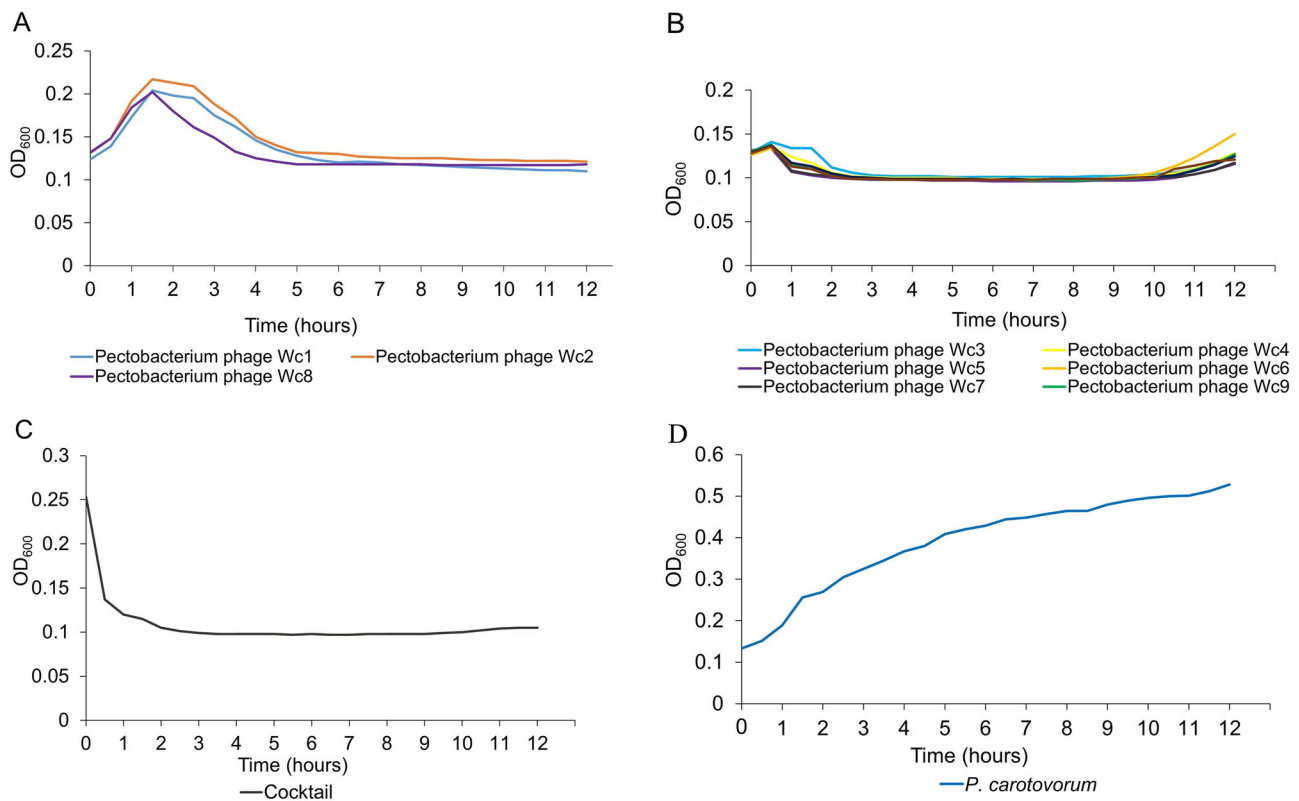 A
0.25
0.2
0.15
0.1
0.05
0
OD600
0 1 2 3 4 5 6 7 8 9 10 11 12
Time (hours)
Pectobacterium phage Wc1 Pectobacterium phage Wc2
Pectobacterium phage Wc8
B
0.2
0.15
0.1
0.05
0
OD600
0 1 2 3 4 5 6 7 8 9 10 11 12
Time (hours)
Pectobacterium phage Wc3 Pectobacterium phage Wc4
Pectobacterium phage Wc5 Pectobacterium phage Wc6
Pectobacterium phage Wc7 Pectobacterium phage Wc9
C
0.3
0.25
0.2
0.15
0.1
0.05
0
OD600
0 1 2 3 4 5 6 7 8 9 10 11 12
Time (hours)
Cocktail
D
0.6
0.5
0.4
0.3
0.2
0.1
0
OD600
0 1 2 3 4 5 6 7 8 9 10 11 12
Time (hours)
P. carotovorum